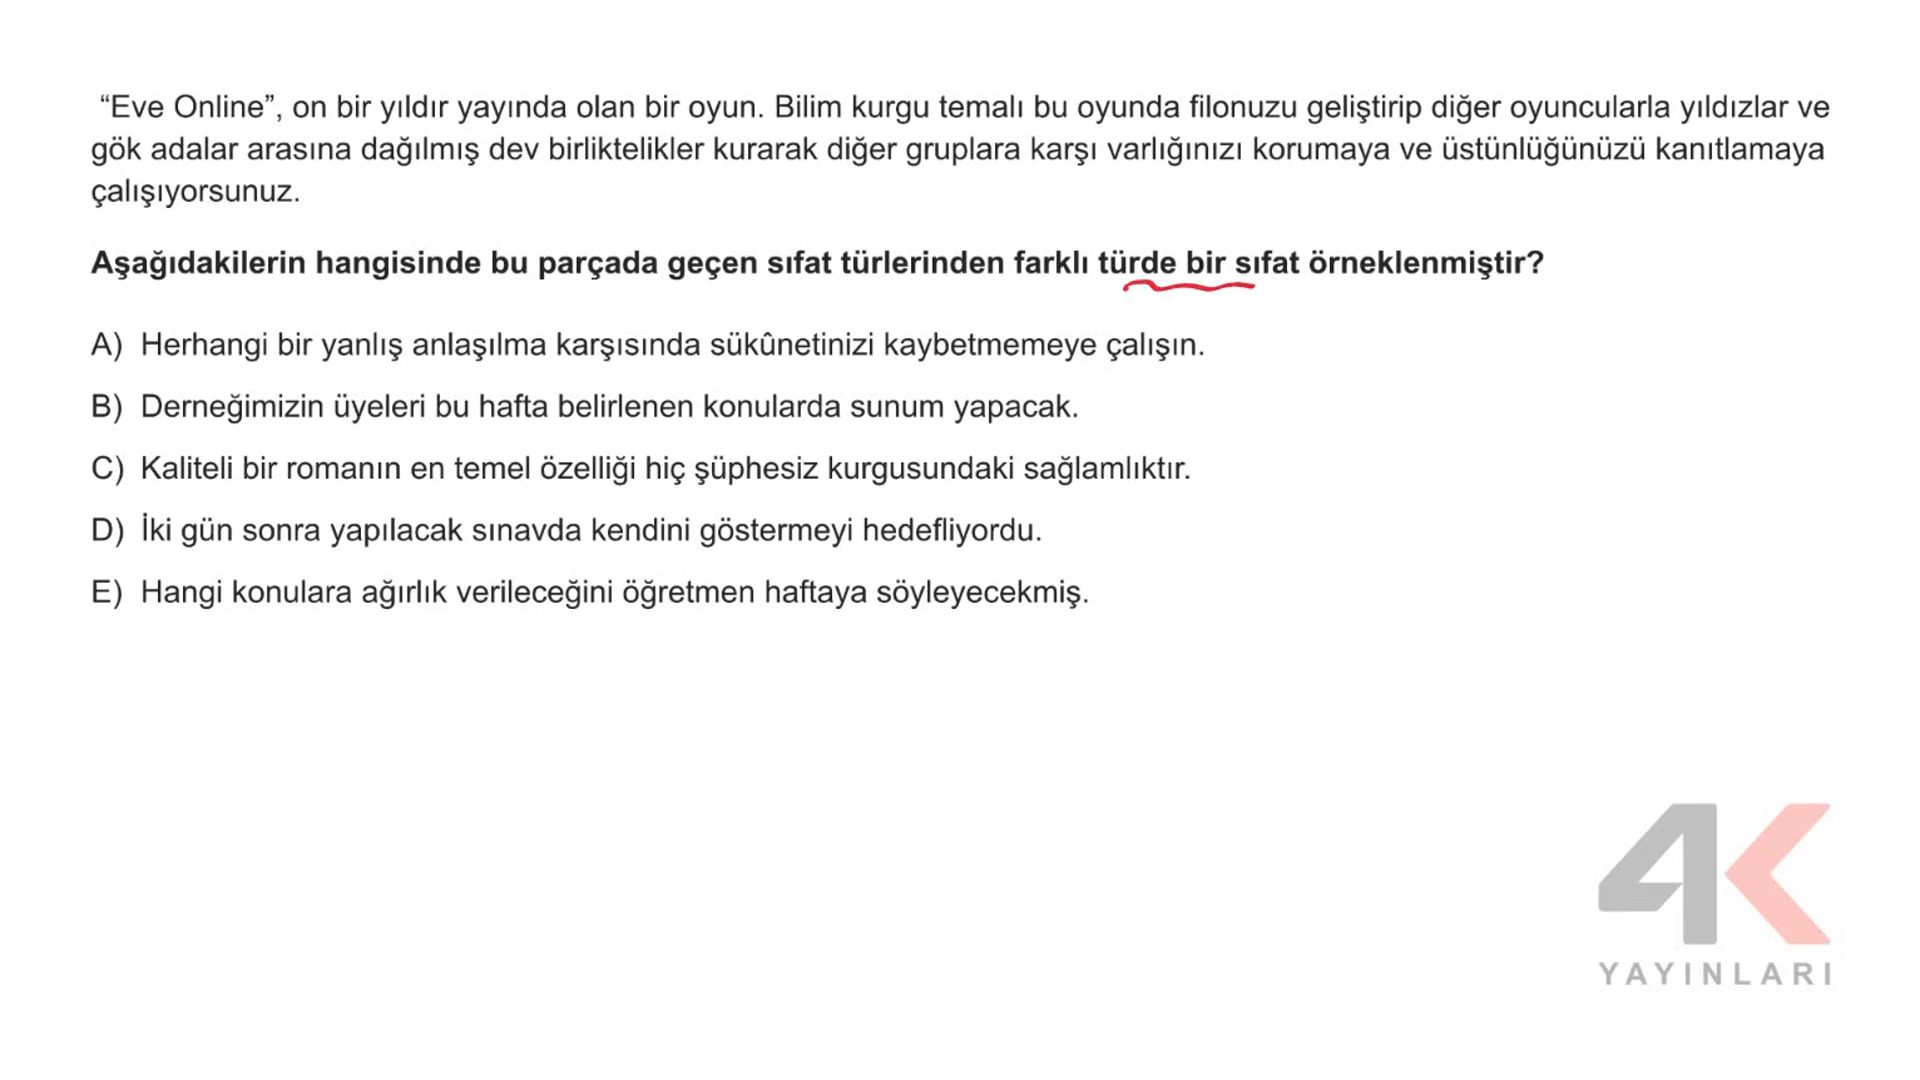 “Eve Online”, on bir yıldır yayında olan bir oyun. Bilim kurgu temalı bu oyunda filonuzu geliştirip diğer oyuncularla yıldızlar ve
gök adalar arasına dağılmış dev birliktelikler kurarak diğer gruplara karşı varlığınızı korumaya ve üstünlüğünüzü kanıtlamaya
çalışıyorsunuz.
Aşağıdakilerin hangisinde bu parçada geçen sıfat türlerinden farklı türde bir sıfat örneklenmiştir?
A) Herhangi bir yanlış anlaşılma karşısında sükûnetinizi kaybetmemeye çalışın.
B) Derneğimizin üyeleri bu hafta belirlenen konularda sunum yapacak.
C) Kaliteli bir romanın en temel özelliği hiç şüphesiz kurgusundaki sağlamlıktır.
D) İki gün sonra yapılacak sınavda kendini göstermeyi hedefliyordu.
E) Hangi konulara ağırlık verileceğini öğretmen haftaya söyleyecekmiş.
4K
YAYINLARI